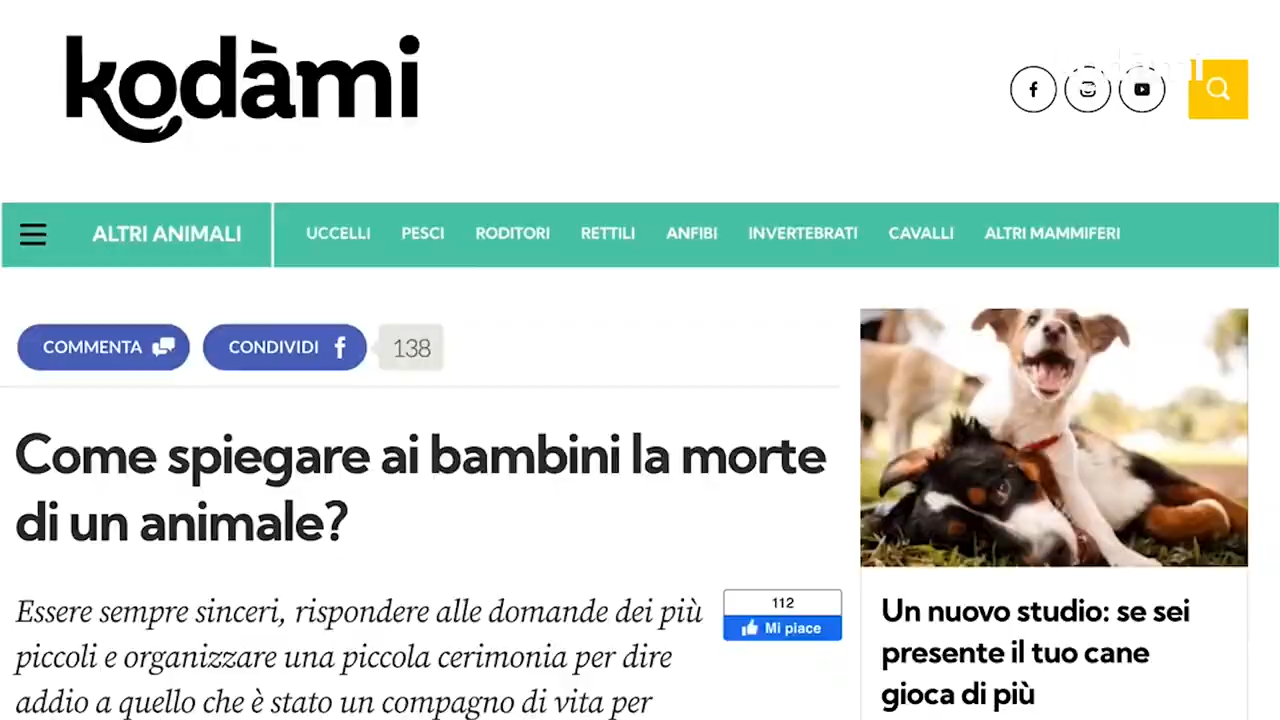 kodàmi
ALTRI ANIMALI
UCCELLI
PESCI
RODITORI
RETTILI
ANFIBI
INVERTEBRATI
CAVALLI
ALTRI MAMMIFERI
COMMENTA
CONDIVIDI
138
Come spiegare ai bambini la morte
di un animale?
Essere sempre sinceri, rispondere alle domande dei più
piccoli e organizzare una piccola cerimonia per dire
addio a quello che è stato un compagno di vita per
112
Mi piace
Un nuovo studio: se sei
presente il tuo cane
gioca di più